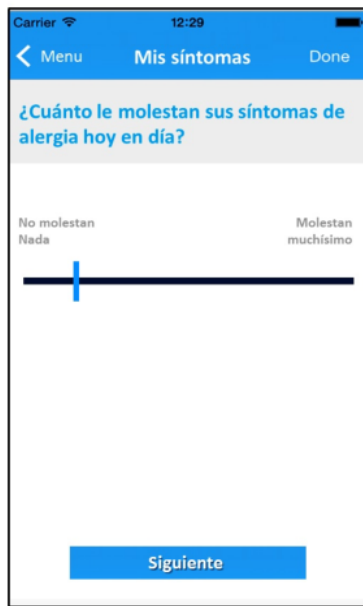 Carrier 12:29
Menu Mis síntomas Done
¿Cuánto le molestan sus síntomas de
alergia hoy en día?
No molestan Molestan
Nada muchísimo
Siguiente